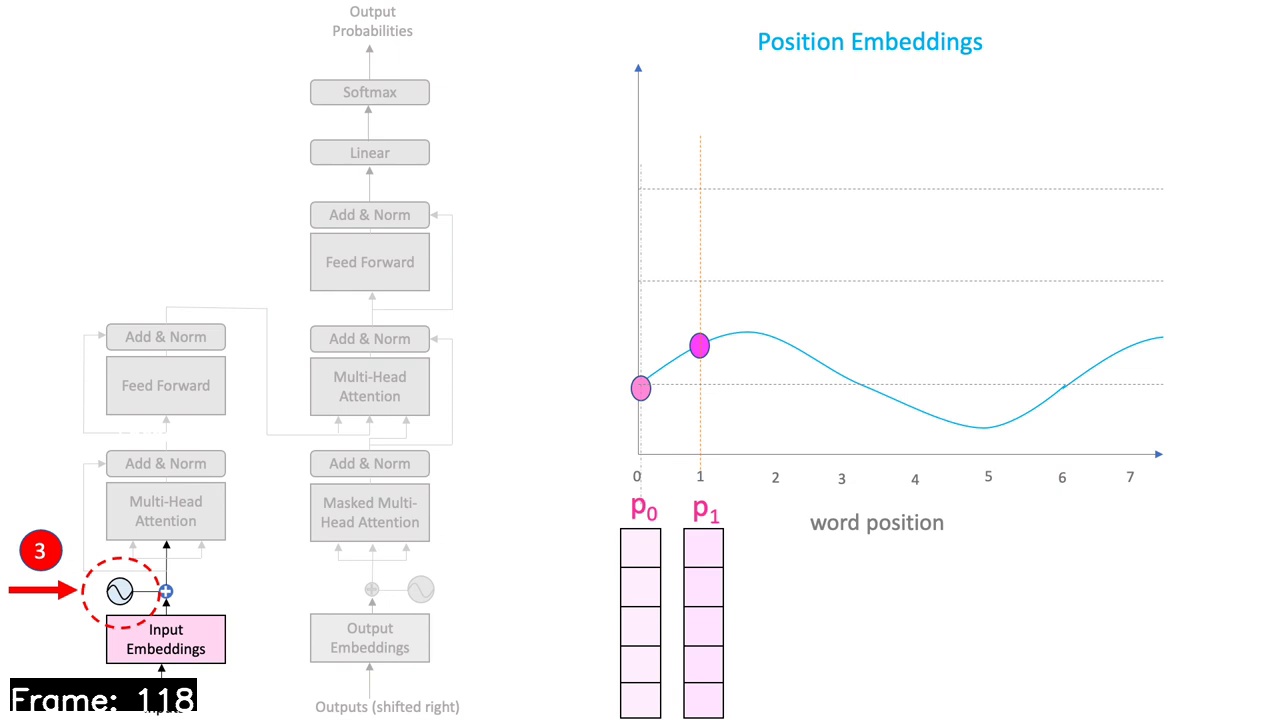 Output
Probabilities
Softmax
Linear
Add & Norm
Feed Forward
Add & Norm
Multi-Head
Attention
Add & Norm
Masked Multi-
Head Attention
Output
Embeddings
Outputs (shifted right)
Add & Norm
Feed Forward
Add & Norm
Multi-Head
Attention
3
Input
Embeddings
Frame: 118
Position Embeddings
0 1 2 3 4 5 6 7
p0 p1
word position